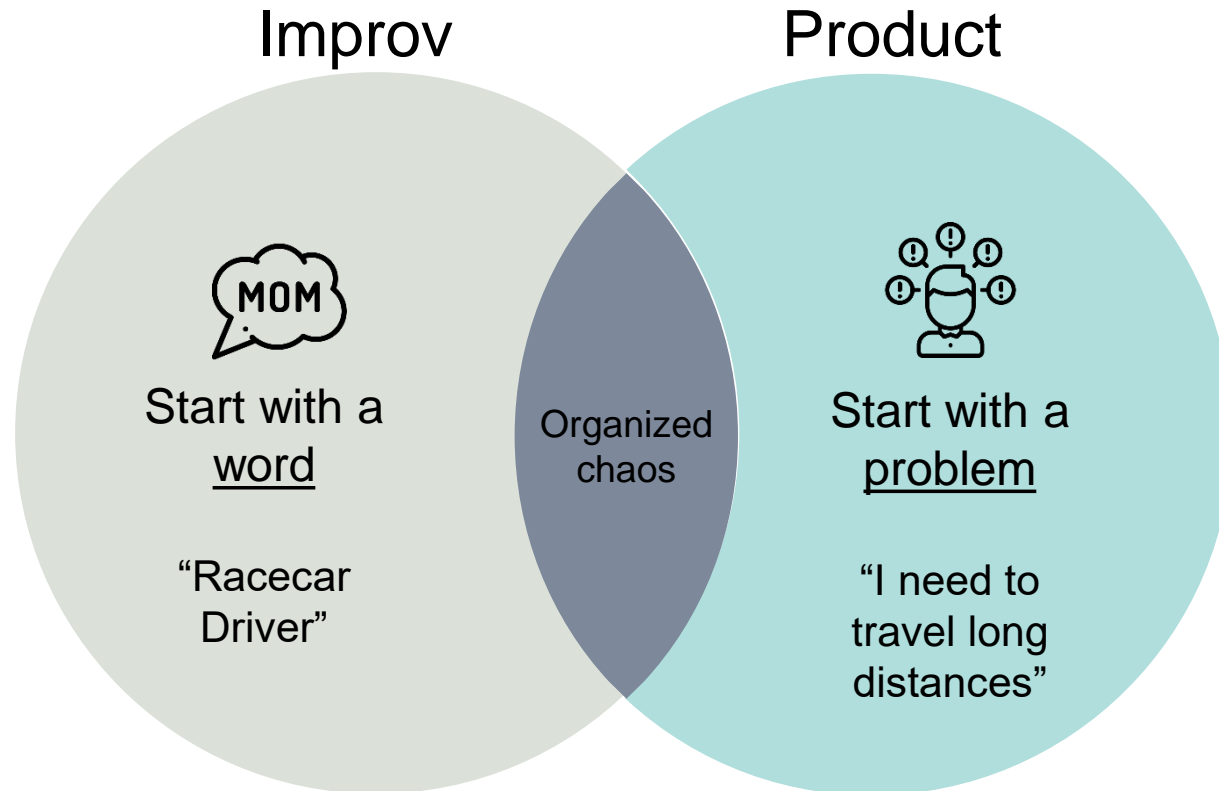 Improv
Product
MOM
Start with a
word
“Racecar
Driver”
Organized
chaos
Start with a
problem
“I need to
travel long
distances”